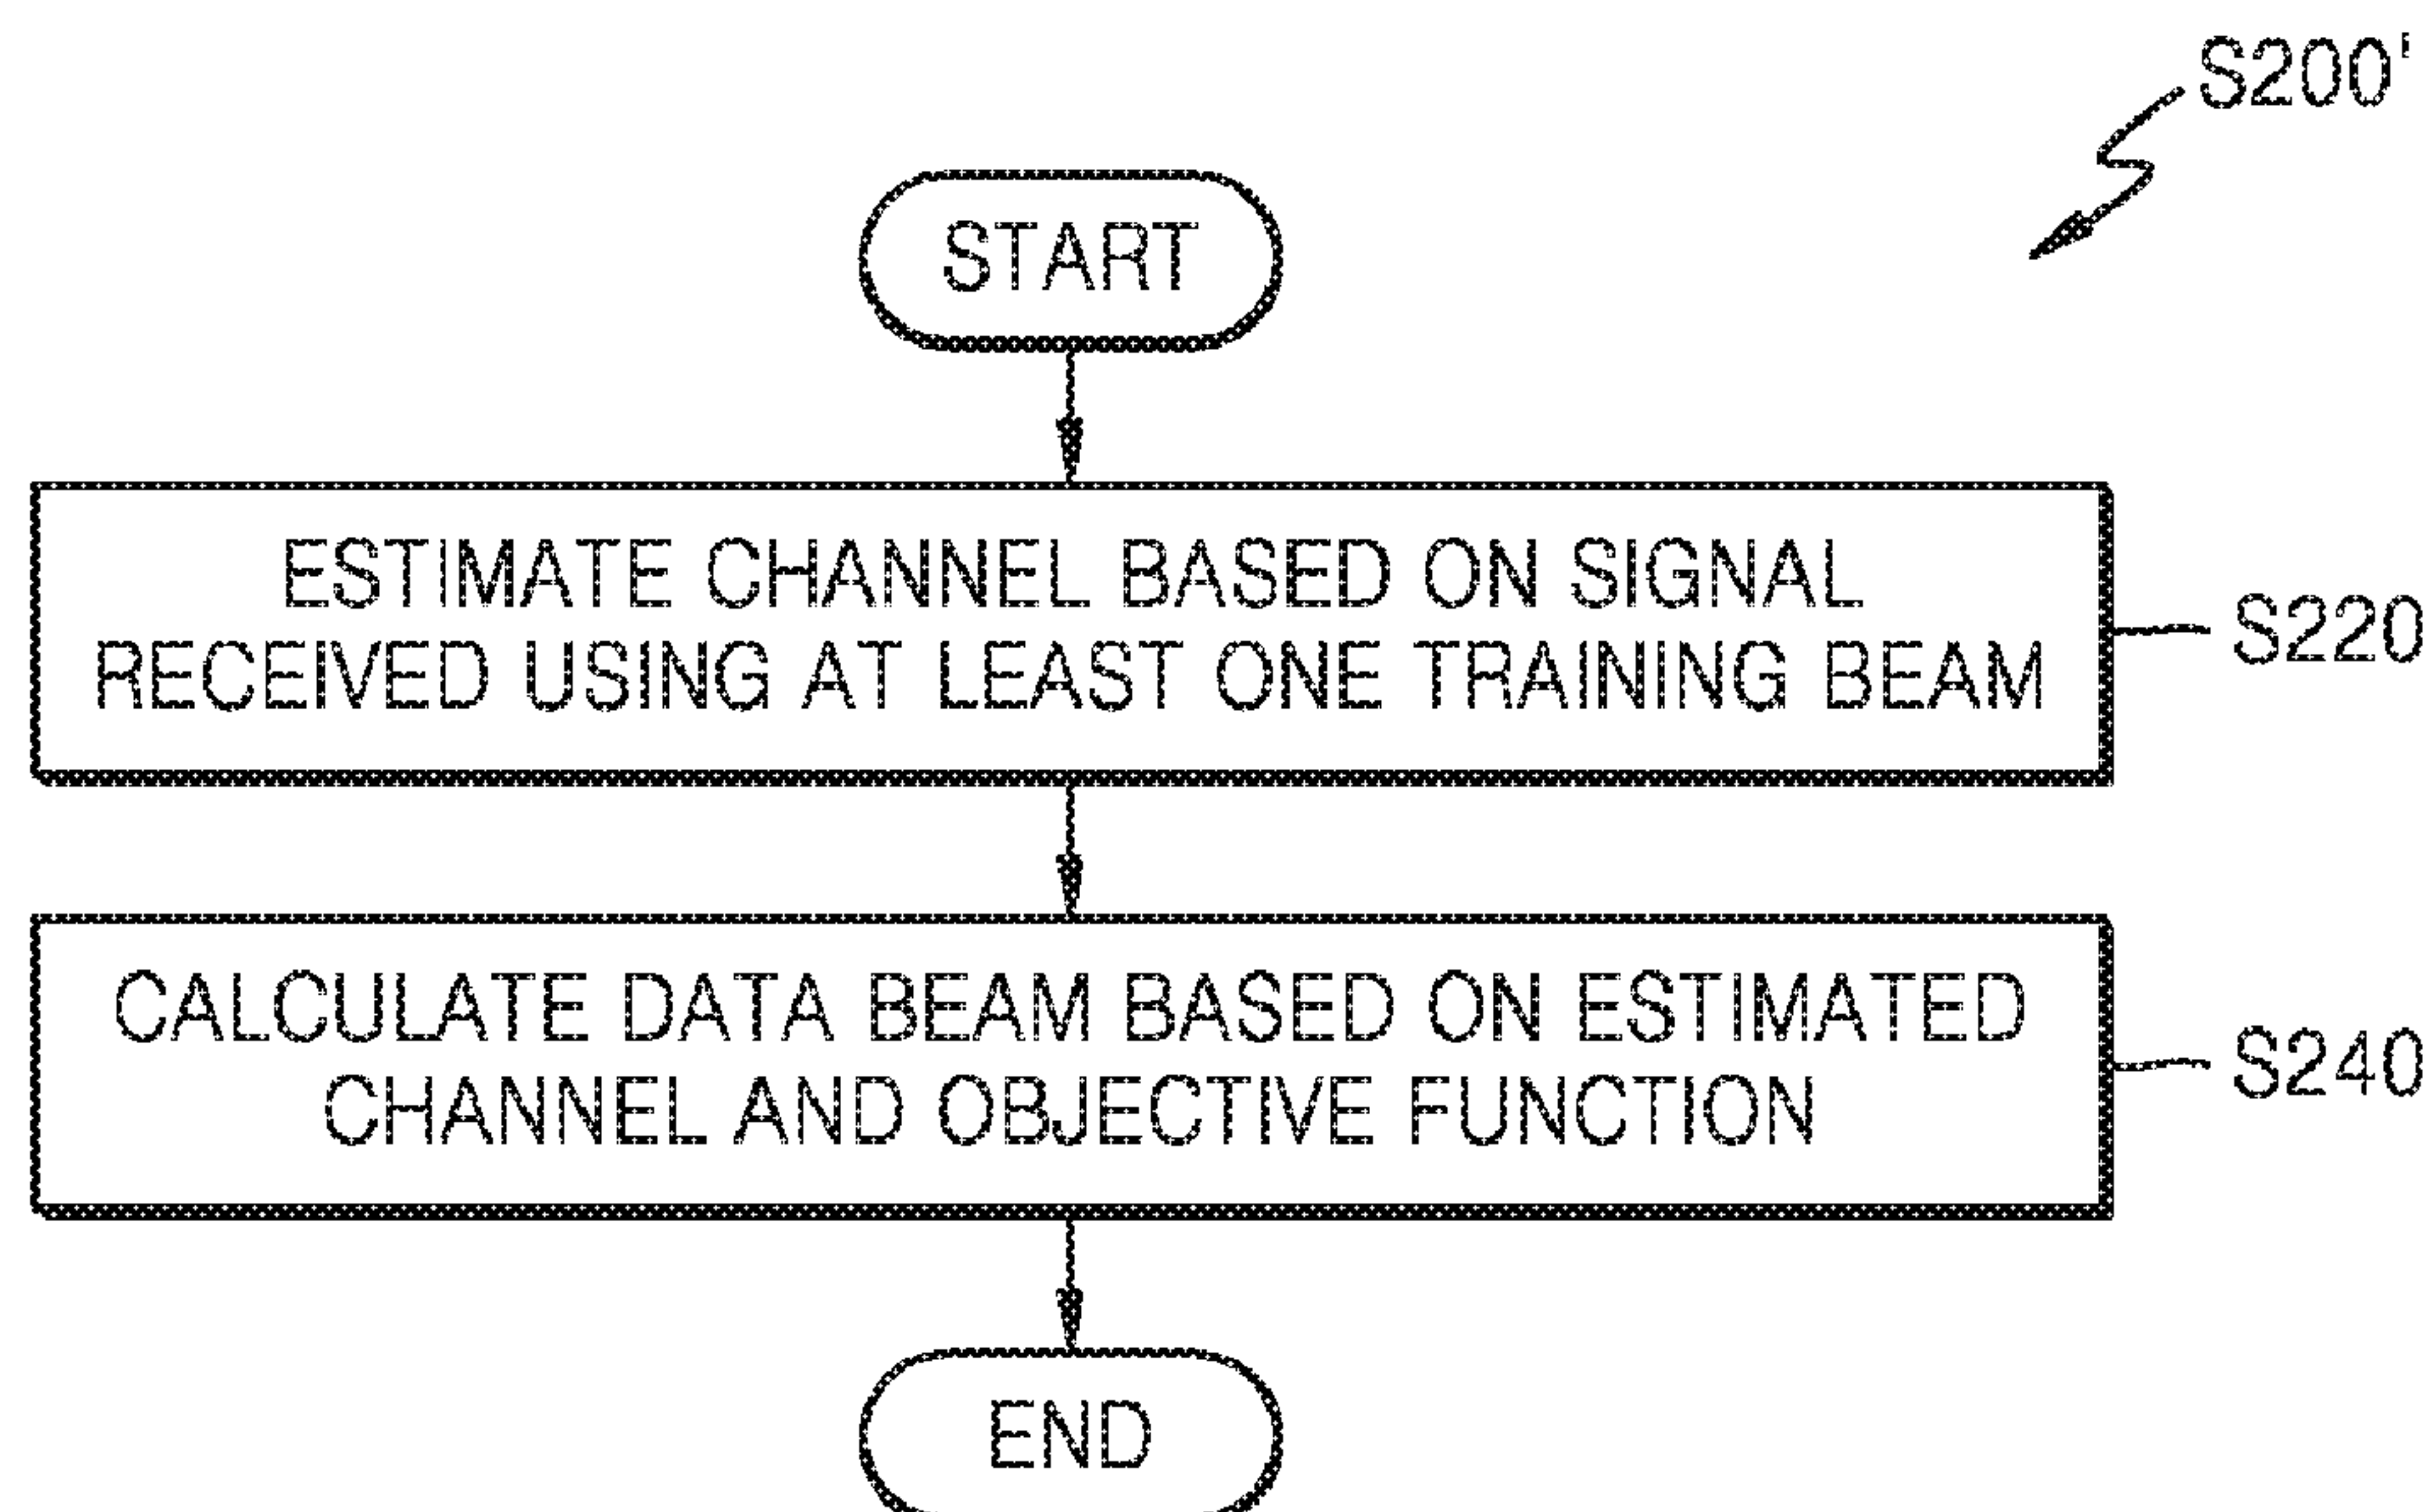 S200'
START
ESTIMATE CHANNEL BASED ON SIGNAL
RECEIVED USING AT LEAST ONE TRAINING BEAM
S220
CALCULATE DATA BEAM BASED ON ESTIMATED
CHANNEL AND OBJECTIVE FUNCTION
S240
END